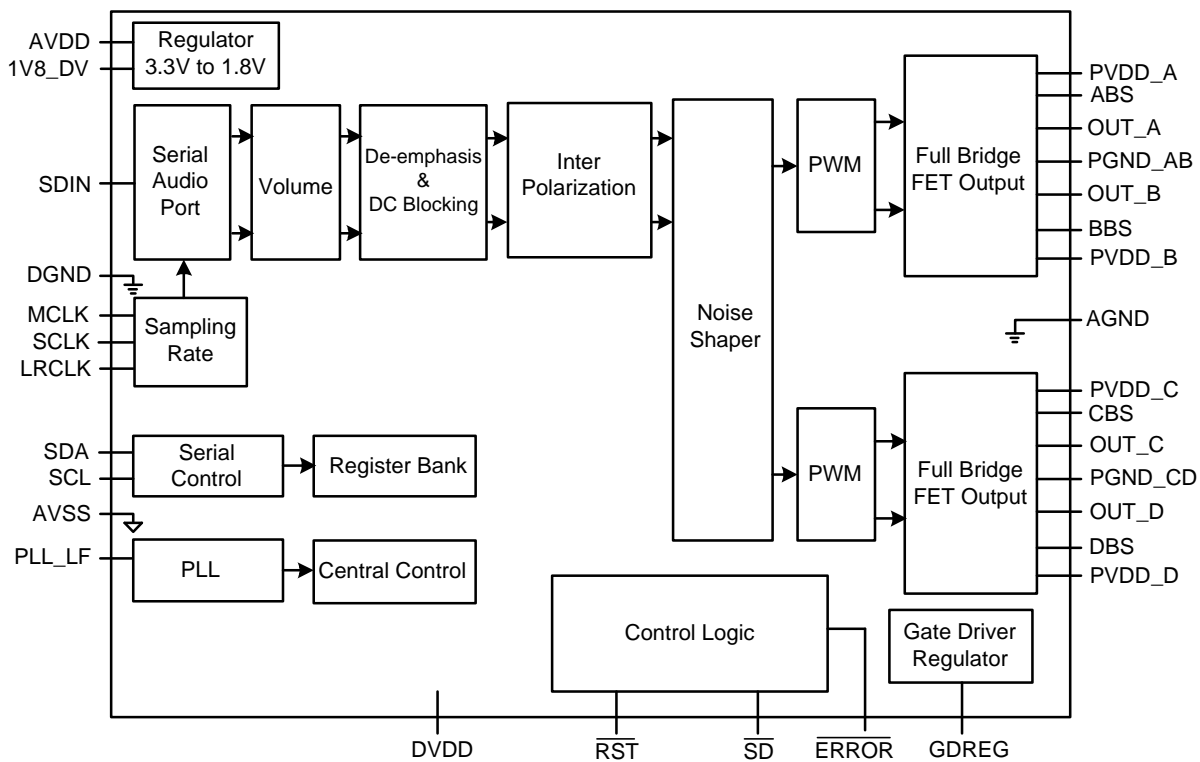 AVDD
1V8_DV
Regulator
3.3V to 1.8V
SDIN
Serial
Audio
Port
Volume
De-emphasis
&
DC Blocking
Inter
Polarization
Noise
Shaper
PWM
Full Bridge
FET Output
PVDD_A
ABS
OUT_A
PGND_AB
OUT_B
BBS
PVDD_B
DGND
MCLK
SCLK
LRCLK
Sampling
Rate
AGND
SDA
SCL
Serial
Control
Register Bank
PWM
Full Bridge
FET Output
PVDD_C
CBS
OUT_C
PGND_CD
OUT_D
DBS
PVDD_D
AVSS
PLL_LF
PLL
Central Control
Control Logic
Gate Driver
Regulator
DVDD
RST
SD
ERROR
GDREG